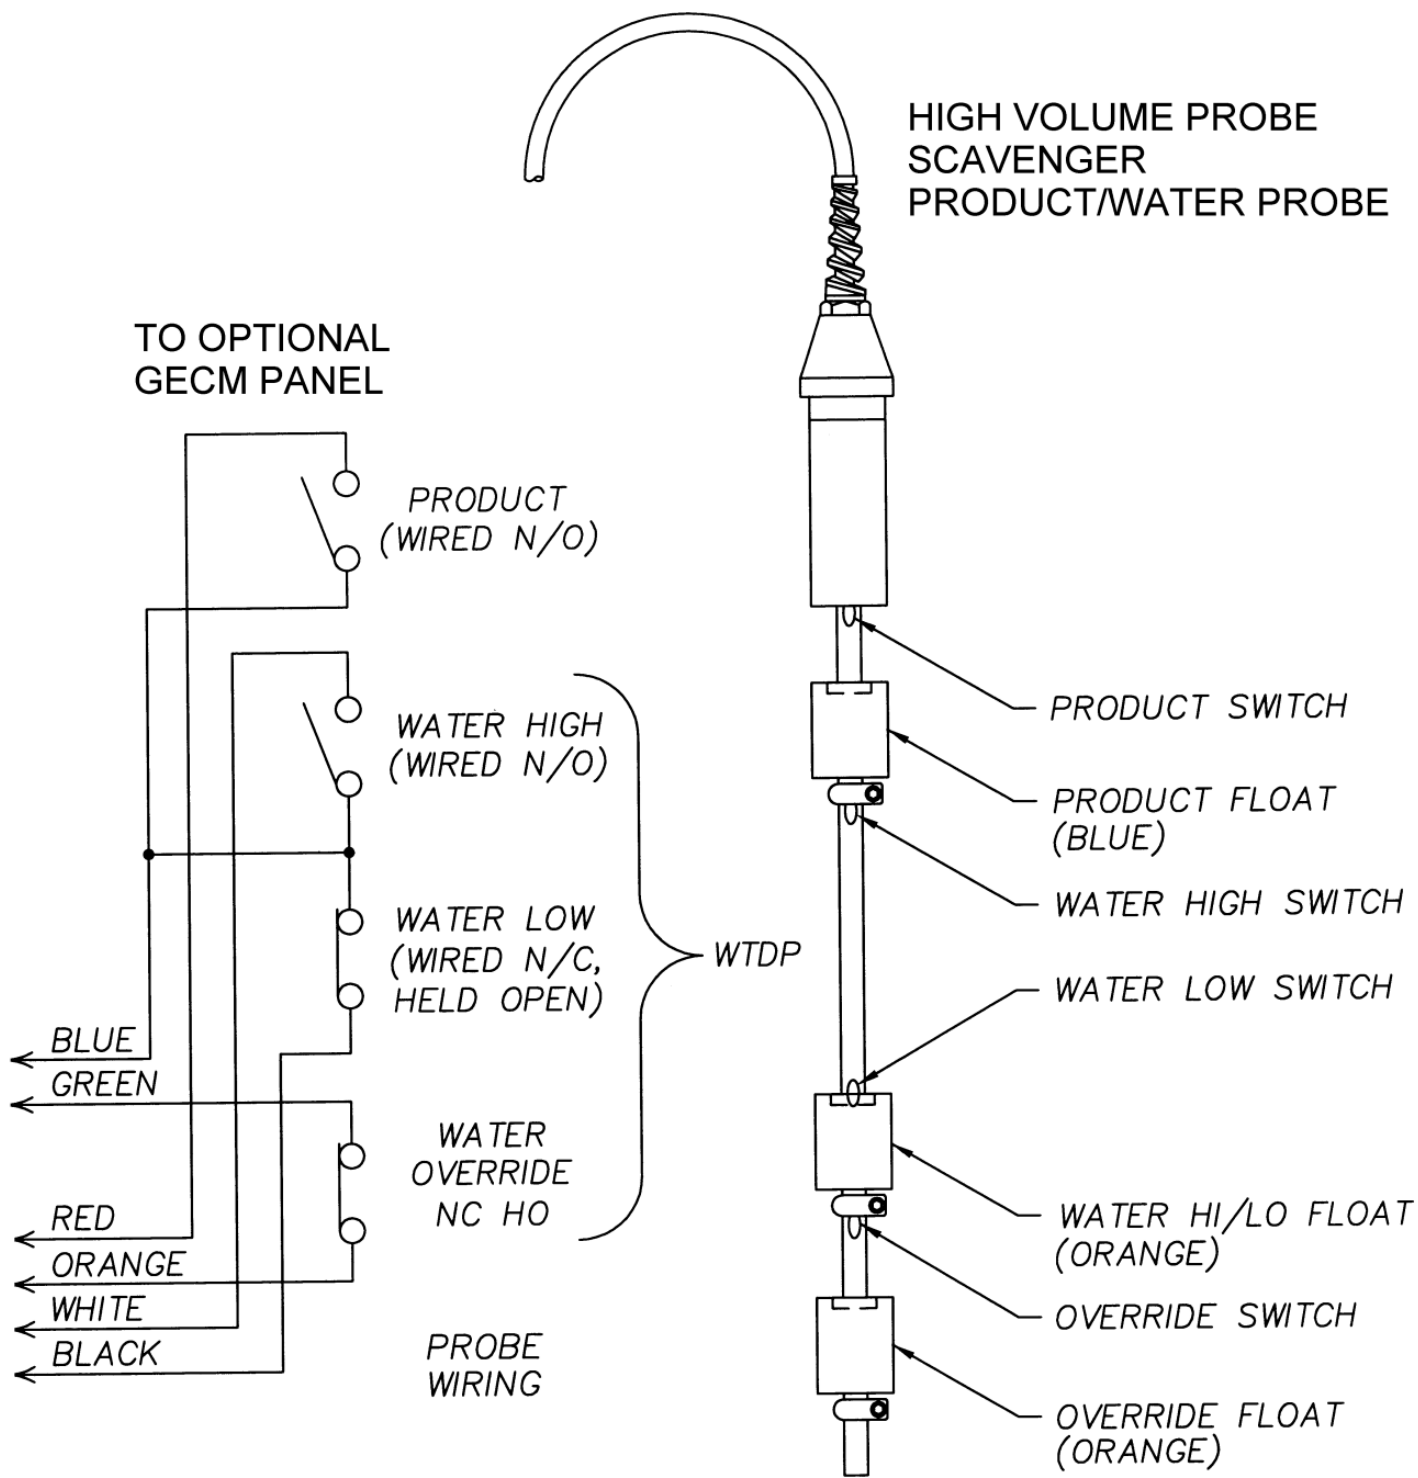 HIGH VOLUME PROBE
SCAVENGER
PRODUCT/WATER PROBE
TO OPTIONAL
GECM PANEL
PRODUCT
(WIRED N/O)
WATER HIGH
(WIRED N/O)
WATER LOW
(WIRED N/C,
HELD OPEN)
WATER
OVERRIDE
NC HO
WTDP
BLUE
GREEN
RED
ORANGE
WHITE
BLACK
PROBE
WIRING
PRODUCT SWITCH
PRODUCT FLOAT
(BLUE)
WATER HIGH SWITCH
WATER LOW SWITCH
WATER HI/LO FLOAT
(ORANGE)
OVERRIDE SWITCH
OVERRIDE FLOAT
(ORANGE)